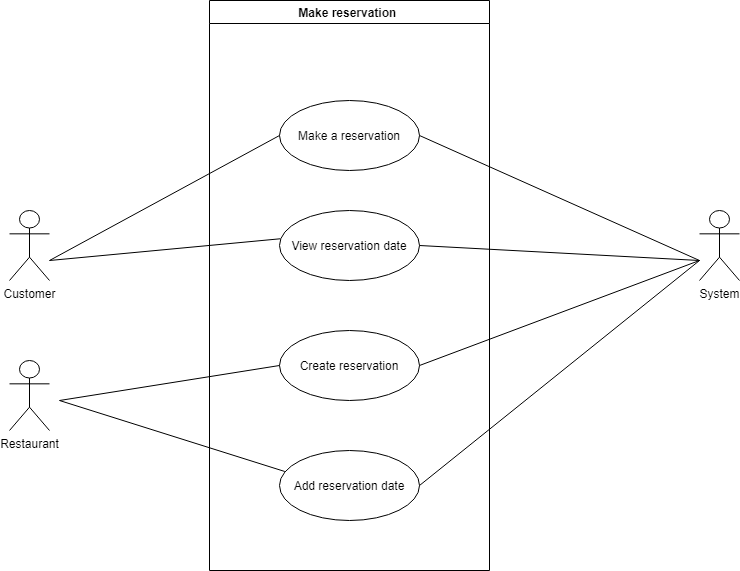 Make reservation
Make a reservation
View reservation date
Customer
System
Create reservation
Restaurant
Add reservation date